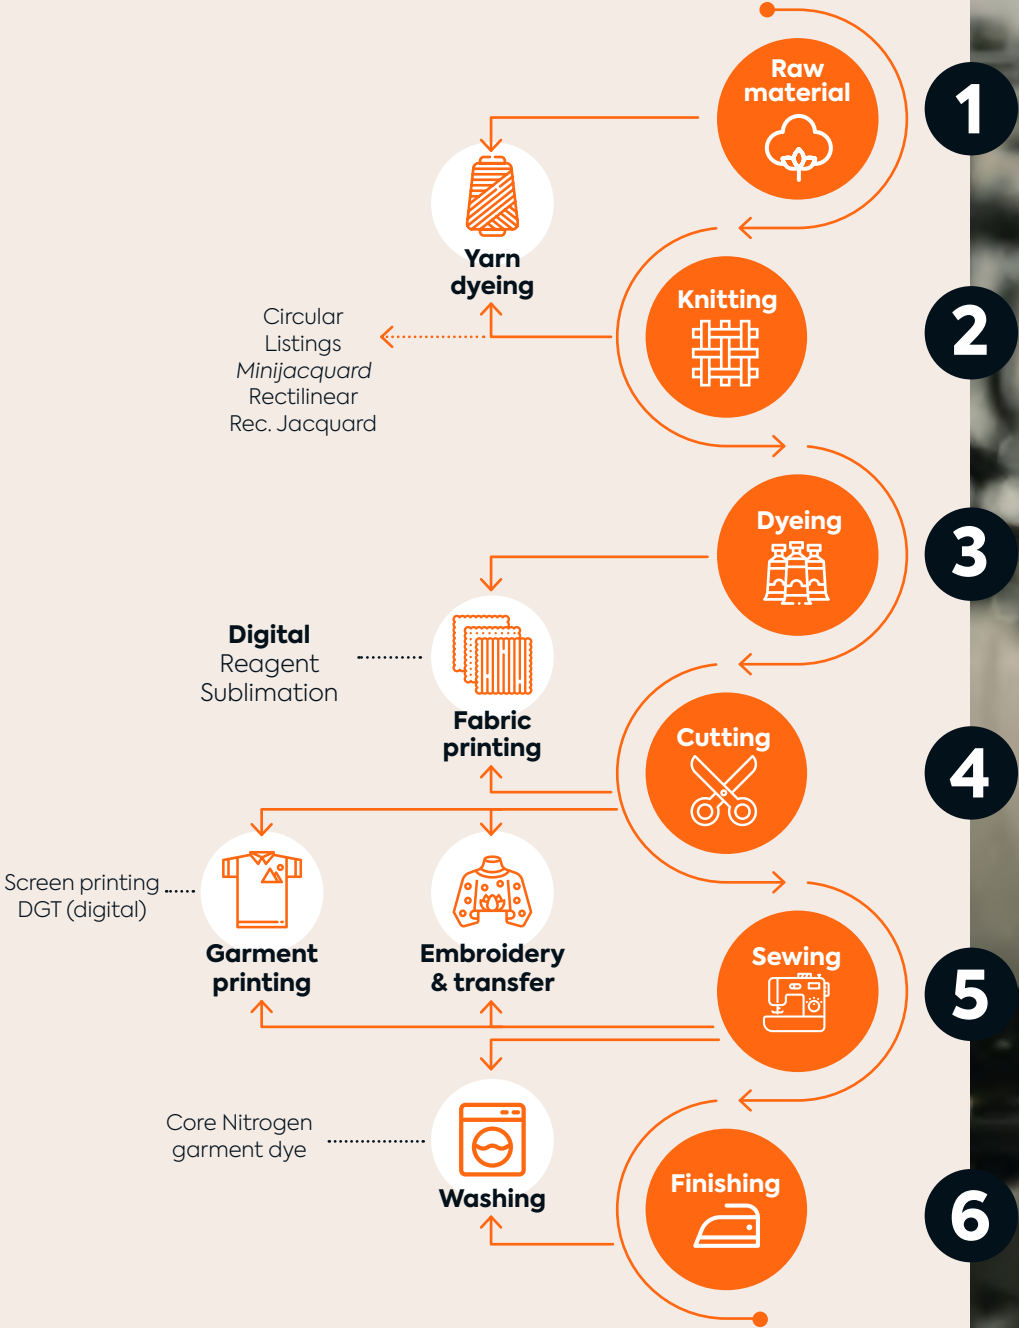 Raw
material
1
Yarn
dyeing
Knitting
2
Circular
Listings
Minijacquard
Rectilinear
Rec. Jacquard
Dyeing
3
Digital
Reagent
Sublimation
Fabric
printing
Cutting
4
Screen printing
DGT (digital)
Garment
printing
Embroidery
& transfer
Sewing
5
Core Nitrogen
garment dye
Washing
Finishing
6